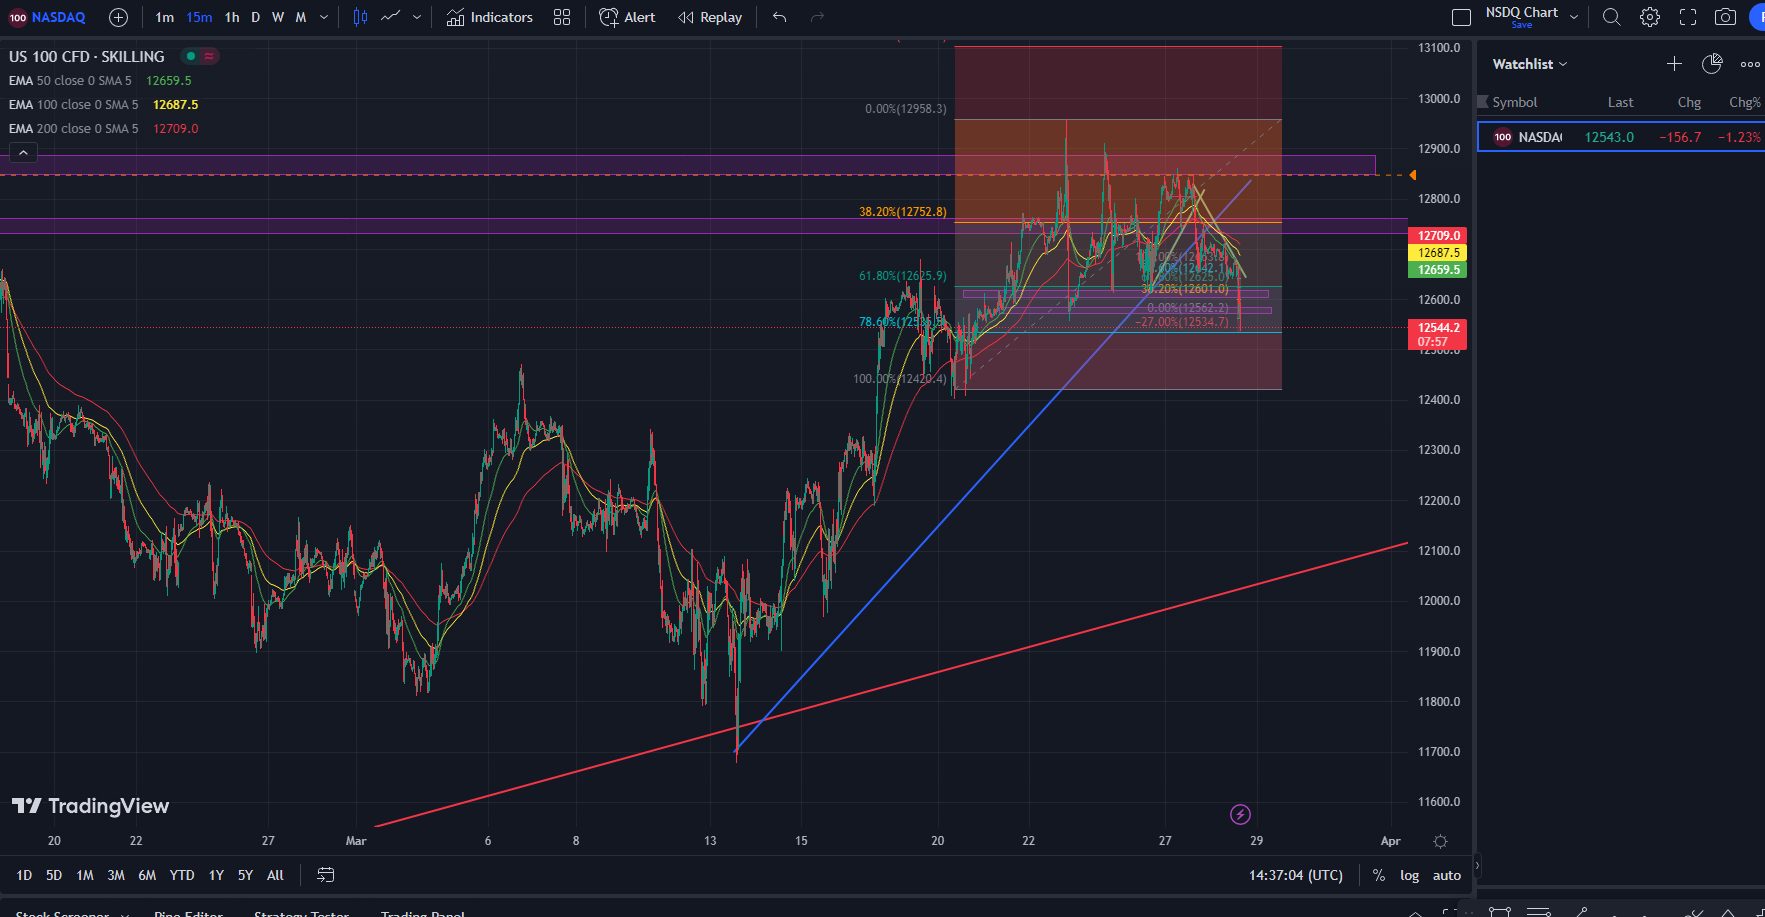 100 NASDAQ 1m 15m 1h D W M Indicators Alert Replay NSDQ Chart
Save
US 100 CFD · SKILLING
EMA 50 close 0 SMA 5 12659.5
EMA 100 close 0 SMA 5 12687.5
EMA 200 close 0 SMA 5 12709.0
0.00%(12958.3)
38.20%(12752.8)
61.80%(12625.9)
78.60%(12535.5)
100.00%(12420.4)
38.20%(12601.0)
0.00%(12562.2)
−27.00%(12534.7)
13100.0
13000.0
12900.0
12800.0
12709.0
12687.5
12659.5
12600.0
12544.2
07:57
12500.0
12400.0
12300.0
12200.0
12100.0
12000.0
11900.0
11800.0
11700.0
11600.0
Watchlist
Symbol Last Chg Chg%
100 NASDA 12543.0 −156.7 −1.23%
TradingView
20 22 27 Mar 6 8 13 15 20 22 27 29 Apr
1D 5D 1M 3M 6M YTD 1Y 5Y All 14:37:04 (UTC) % log auto
Stock Screener Pine Editor Strategy Tester Trading Panel